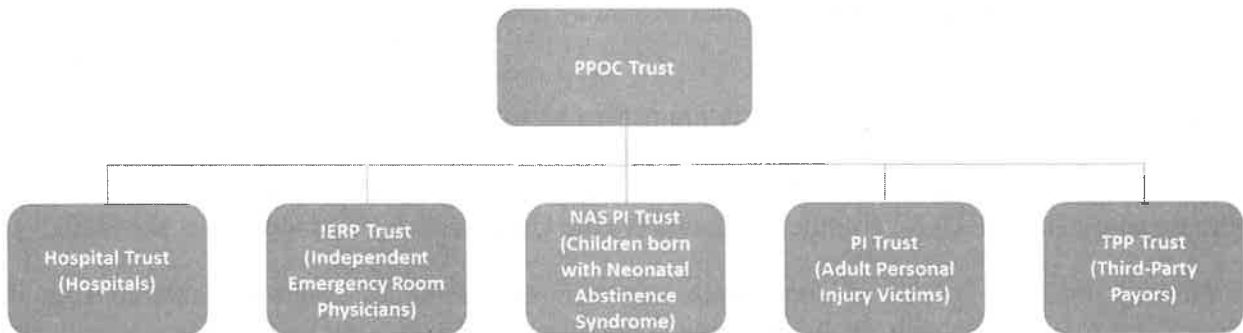 PPOC Trust
Hospital Trust
(Hospitals)
IERP Trust
(Independent
Emergency Room
Physicians)
NAS PI Trust
(Children born
with Neonatal
Abstinence
Syndrome)
PI Trust
(Adult Personal
Injury Victims)
TPP Trust
(Third-Party
Payors)